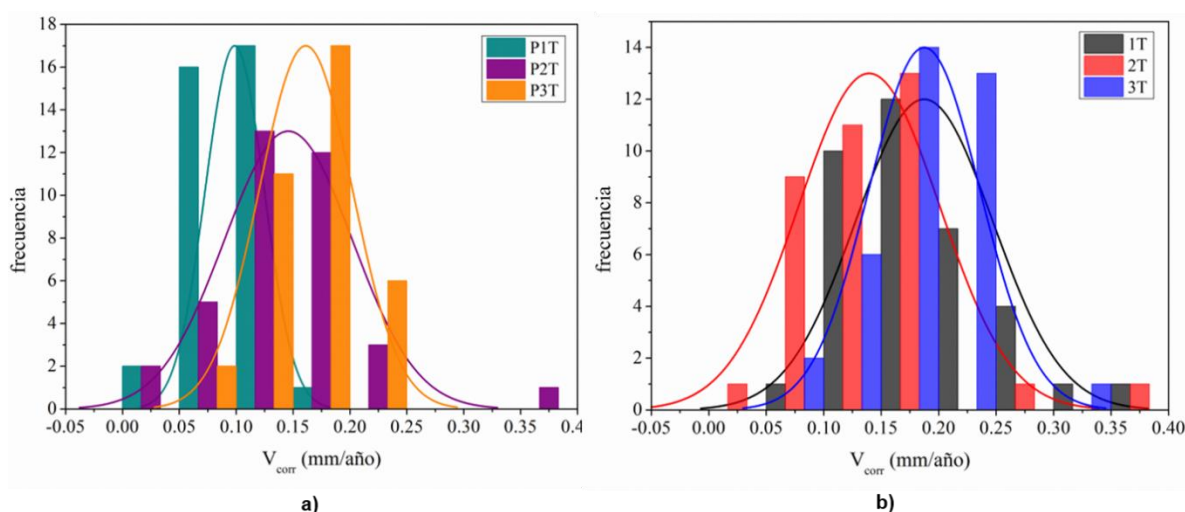 18
16
14
12
10
8
6
4
2
0
frecuencia
P1T
P2T
P3T
-0.05 0.00 0.05 0.10 0.15 0.20 0.25 0.30 0.35 0.4
Vcorr (mm/año)
a)
14
12
10
8
6
4
2
0
frecuencia
1T
2T
3T
-0.05 0.00 0.05 0.10 0.15 0.20 0.25 0.30 0.35 0.40
Vcorr (mm/año)
b)